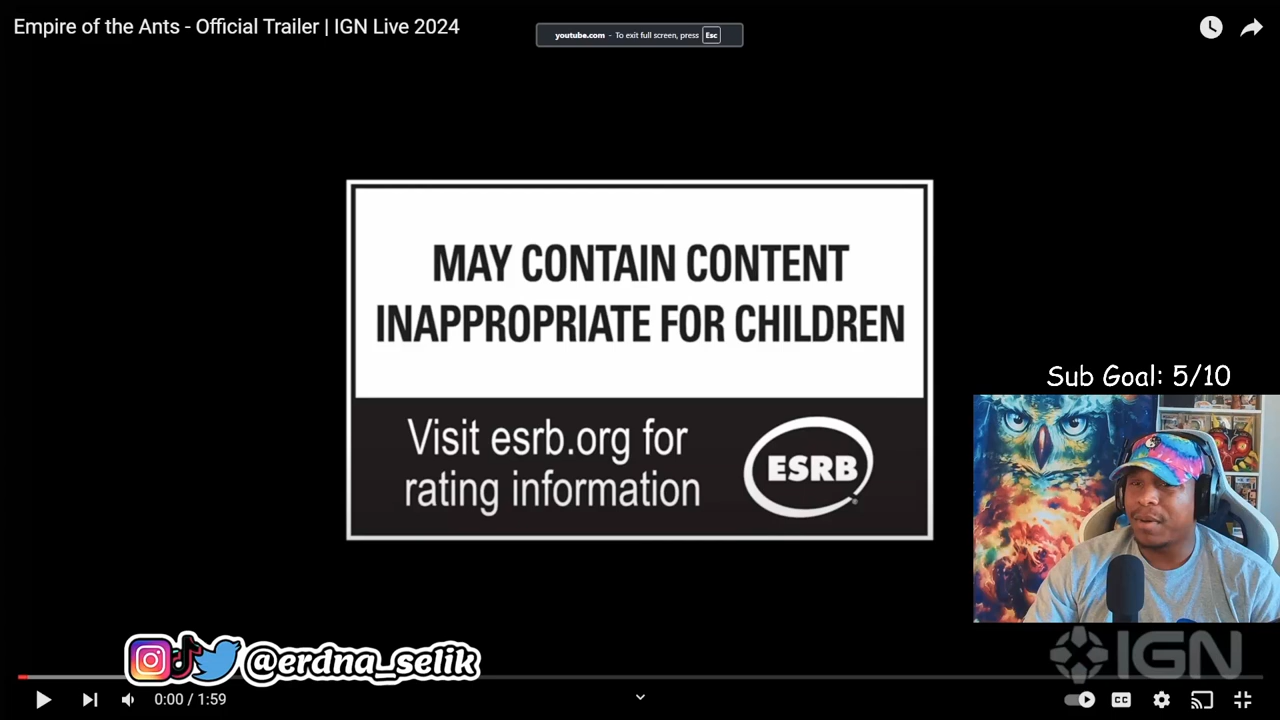 Empire of the Ants - Official Trailer | IGN Live 2024
youtube.com - To exit full screen, press Esc
MAY CONTAIN CONTENT
INAPPROPRIATE FOR CHILDREN
Visit esrb.org for
rating information
ESRB
Sub Goal: 5/10
@erdna_selik
IGN
0:00 / 1:59
CC